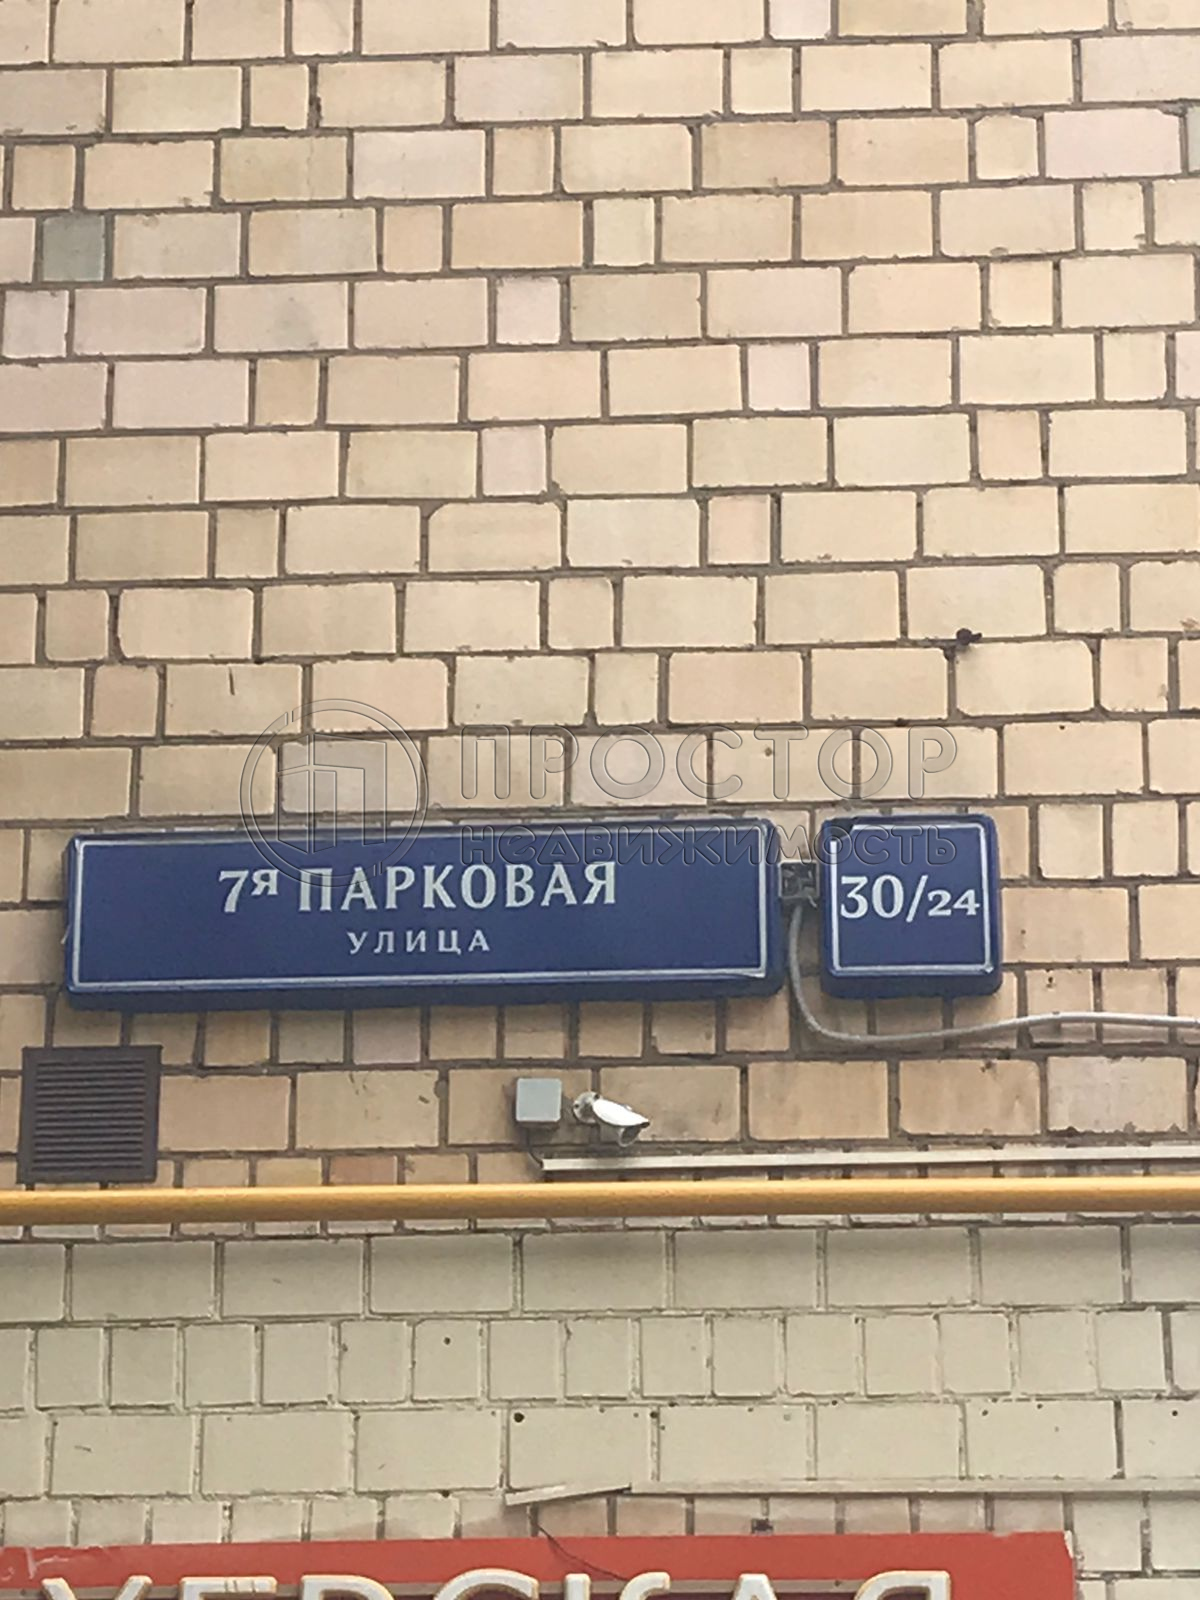 ПРОСТОР
недвижимость
7я ПАРКОВАЯ
УЛИЦА
30/24